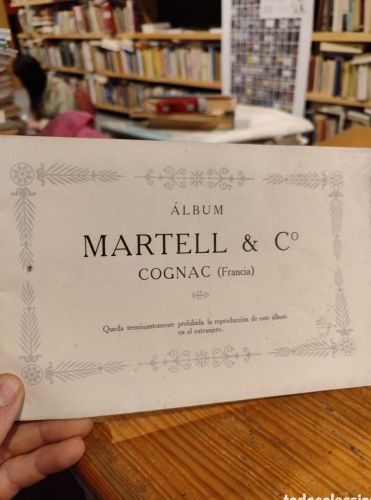 ÁLBUM
MARTELL & Cº
COGNAC (Francia)
Queda terminantemente prohibida la reproducción de este álbum
en el extranjero.
todocoleccion